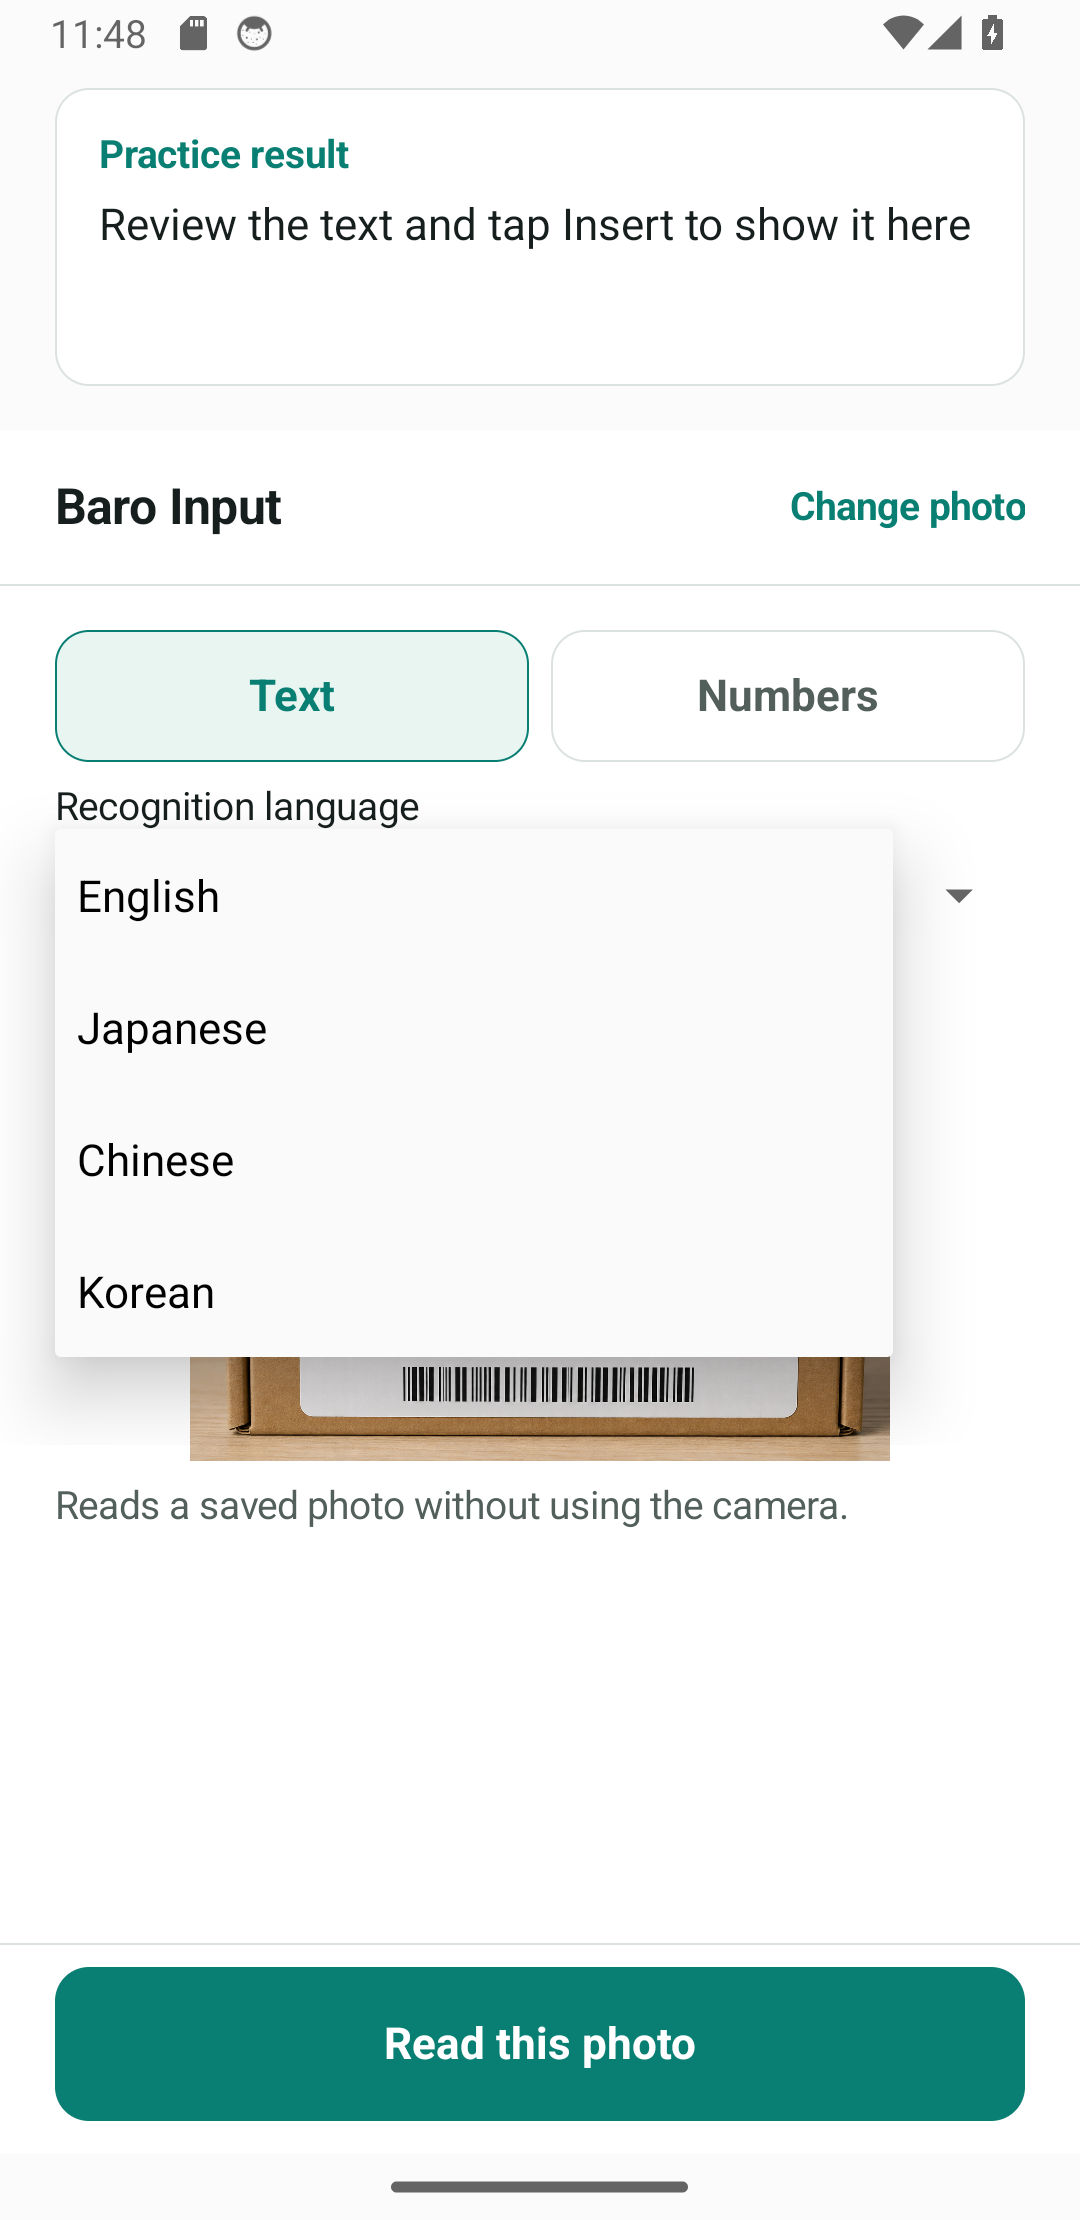 11:48
Practice result
Review the text and tap Insert to show it here
Baro Input
Change photo
Text
Numbers
Recognition language
English
Japanese
Chinese
Korean
Reads a saved photo without using the camera.
Read this photo